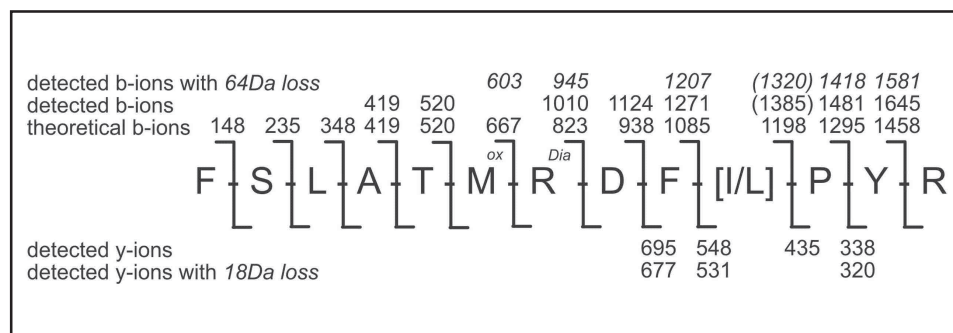 detected b-ions with 64Da loss 603 945 1207 (1320) 1418 1581
detected b-ions 419 520 1010 1124 1271 (1385) 1481 1645
theoretical b-ions 148 235 348 419 520 667 823 938 1085 1198 1295 1458
ox Dia
F - S - L - A - T - M - R - D - F - [I/L] - P - Y - R
detected y-ions 695 548 435 338
detected y-ions with 18Da loss 677 531 320